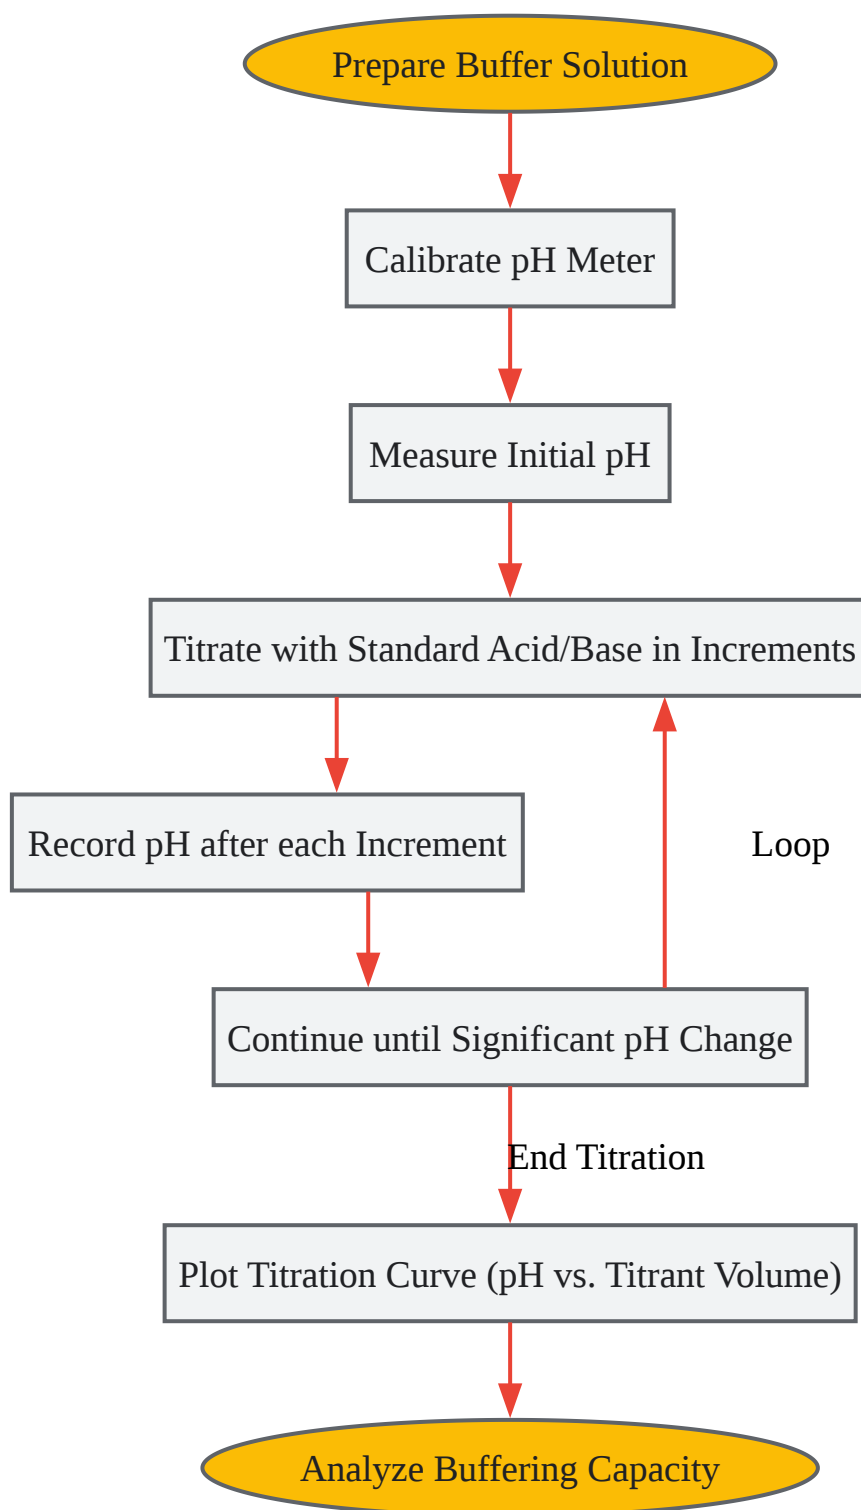 Prepare Buffer Solution
Calibrate pH Meter
Measure Initial pH
Titrate with Standard Acid/Base in Increments
Record pH after each Increment
Loop
Continue until Significant pH Change
End Titration
Plot Titration Curve (pH vs. Titrant Volume)
Analyze Buffering Capacity